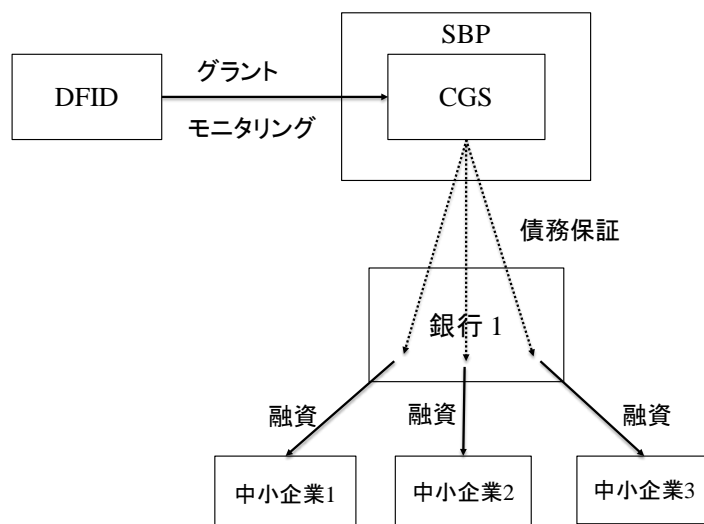 SBP
DFID
グラント
CGS
モニタリング
債務保証
銀行 1
融資
融資
融資
中小企業1
中小企業2
中小企業3